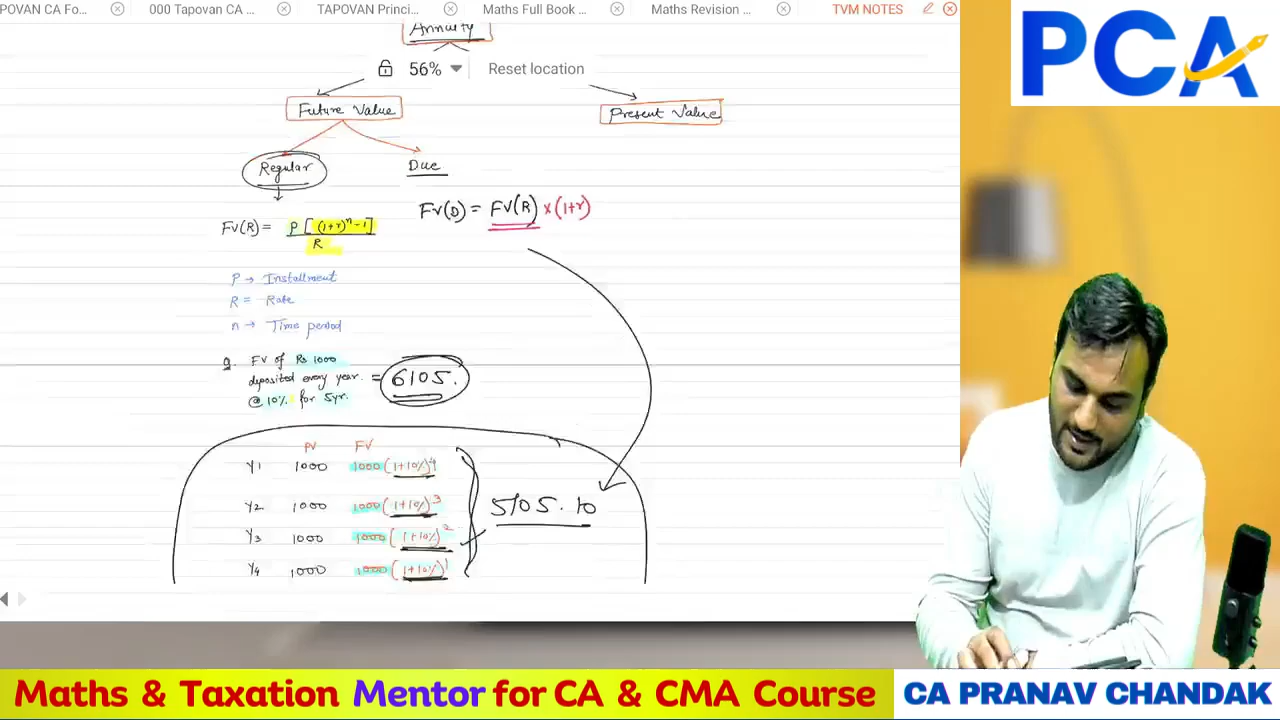 POVAN CA Fo...
000 Tapovan CA ...
TAPOVAN Princi...
Maths Full Book ...
Maths Revision ...
TVM NOTES
PCA
Annuity
56%
Reset location
Future Value
Present Value
Regular
Due
FV(D) = FV(R) × (1+r)
FV(R) = P [(1+r)^n - 1]
R
P → Installment
R = Rate
n → Time period
Q. FV of Rs 1000
deposited every year. = 6105.
@ 10% for 5yr.
PV FV
Y1 1000 1000(1+10%)^4
Y2 1000 1000(1+10%)^3
5105.10
Y3 1000 1000(1+10%)^2
Y4 1000 1000(1+10%)^1
Maths & Taxation Mentor for CA & CMA Course
CA PRANAV CHANDAK